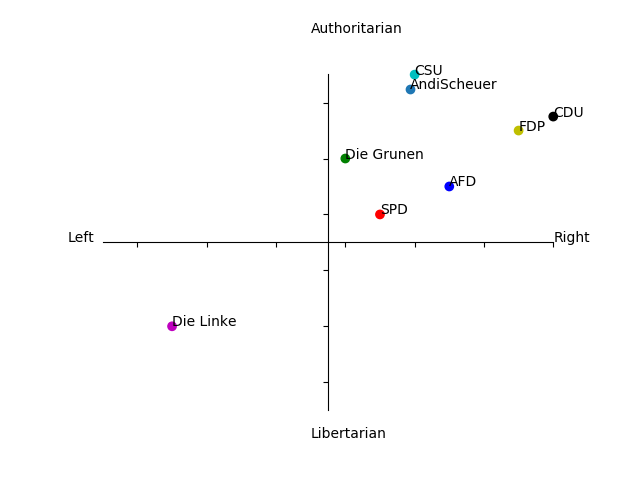 Authoritarian
CSU
AndiScheuer
CDU
FDP
Die Grunen
AFD
SPD
Left
Right
Die Linke
Libertarian